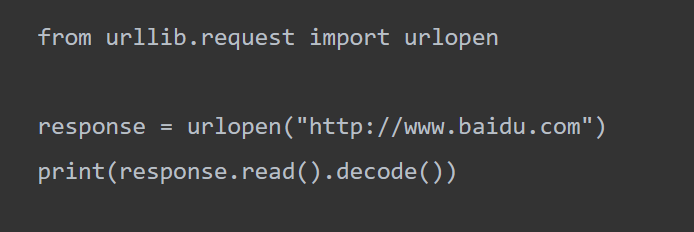 from urllib.request import urlopen
response = urlopen("http://www.baidu.com")
print(response.read().decode())